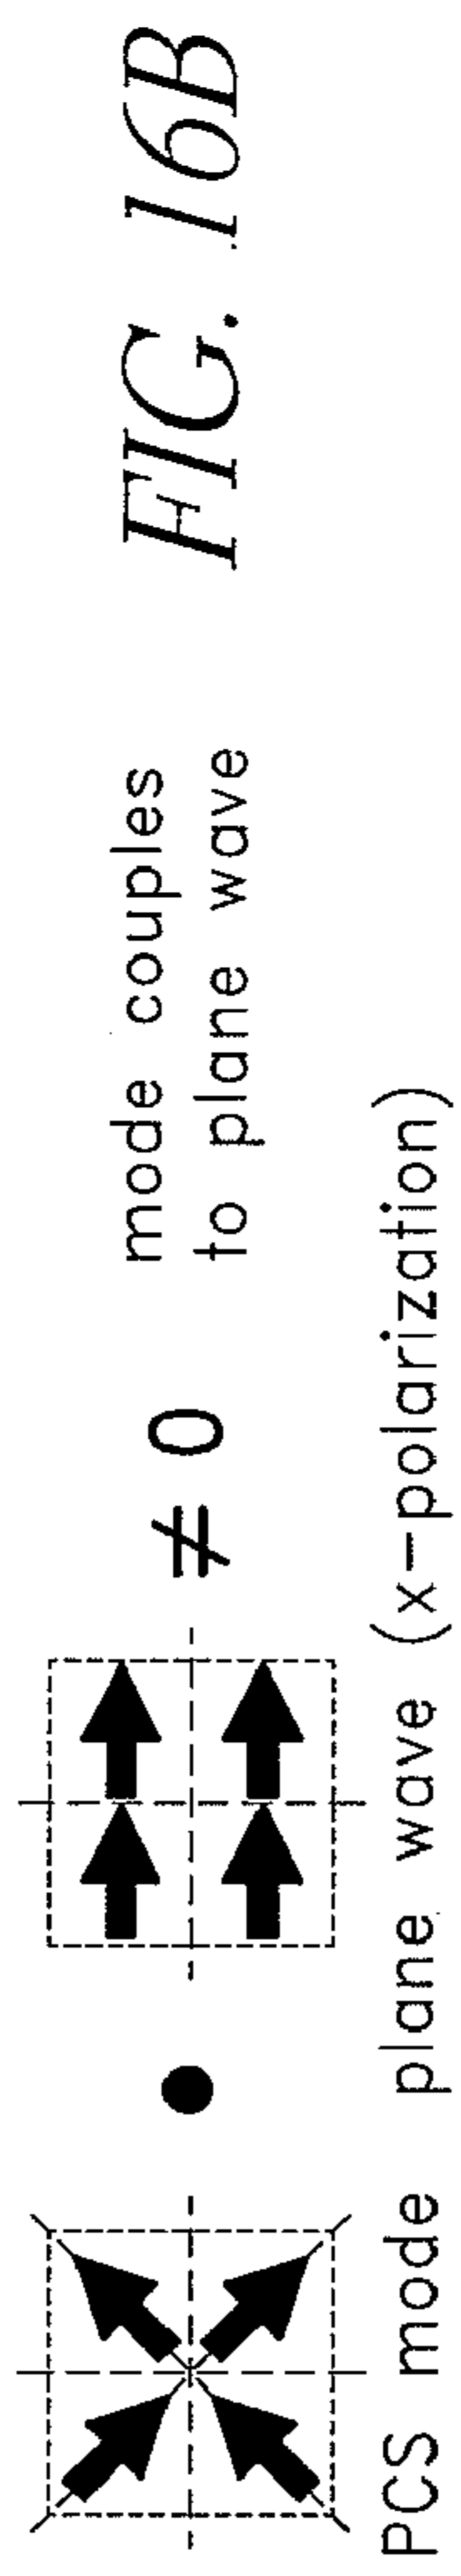 ≠ 0
mode couples
to plane wave
PCS mode
plane wave (x-polarization)
FIG. 16B